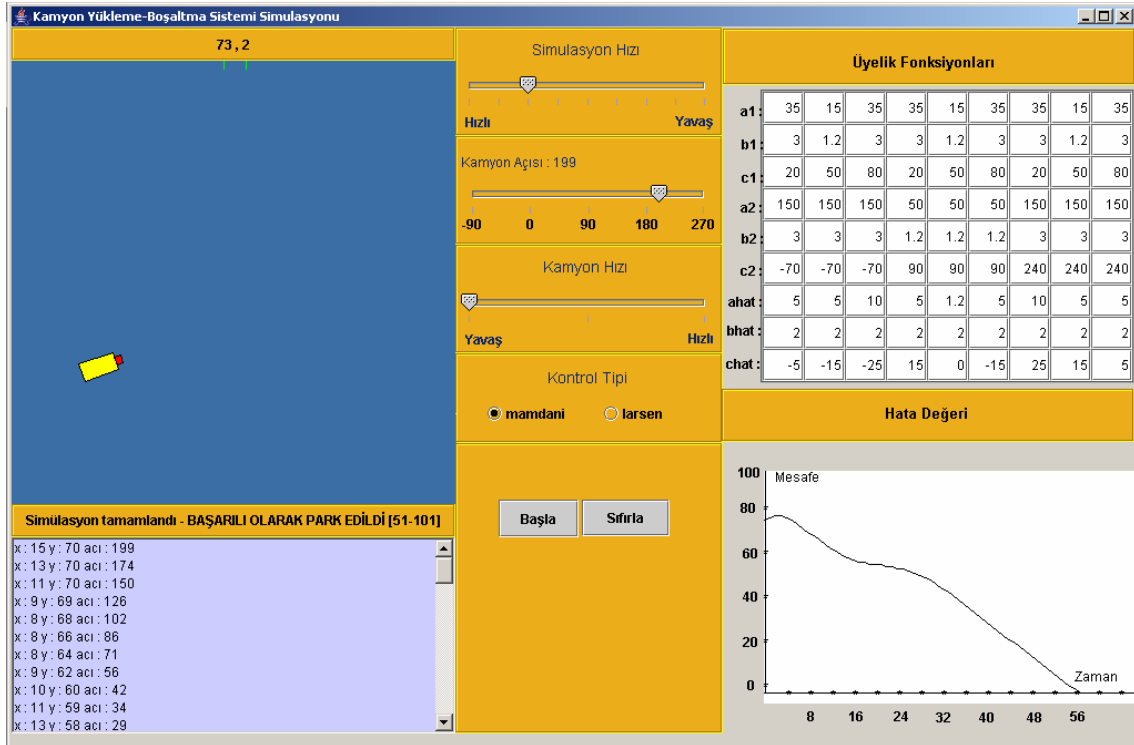 Kamyon Yükleme-Boşaltma Sistemi Simulasyonu
73 , 2
Simülasyon tamamlandı - BAŞARILI OLARAK PARK EDİLDİ [51-101]
x : 15 y : 70 acı : 199
x : 13 y : 70 acı : 174
x : 11 y : 70 acı : 150
x : 9 y : 69 acı : 126
x : 8 y : 68 acı : 102
x : 8 y : 66 acı : 86
x : 8 y : 64 acı : 71
x : 9 y : 62 acı : 56
x : 10 y : 60 acı : 42
x : 11 y : 59 acı : 34
x : 13 y : 58 acı : 29
Simulasyon Hızı
Hızlı Yavaş
Kamyon Açısı : 199
-90 0 90 180 270
Kamyon Hızı
Yavaş Hızlı
Kontrol Tipi
mamdani larsen
Başla Sıfırla
Üyelik Fonksiyonları
a1 : 35 15 35 35 15 35 35 15 35
b1 : 3 1.2 3 3 1.2 3 3 1.2 3
c1 : 20 50 80 20 50 80 20 50 80
a2 : 150 150 150 50 50 50 150 150 150
b2 : 3 3 3 1.2 1.2 1.2 3 3 3
c2 : -70 -70 -70 90 90 90 240 240 240
ahat : 5 5 10 5 1.2 5 10 5 5
bhat : 2 2 2 2 2 2 2 2 2
chat : -5 -15 -25 15 0 -15 25 15 5
Hata Değeri
100 Mesafe
80
60
40
20
0 Zaman
8 16 24 32 40 48 56